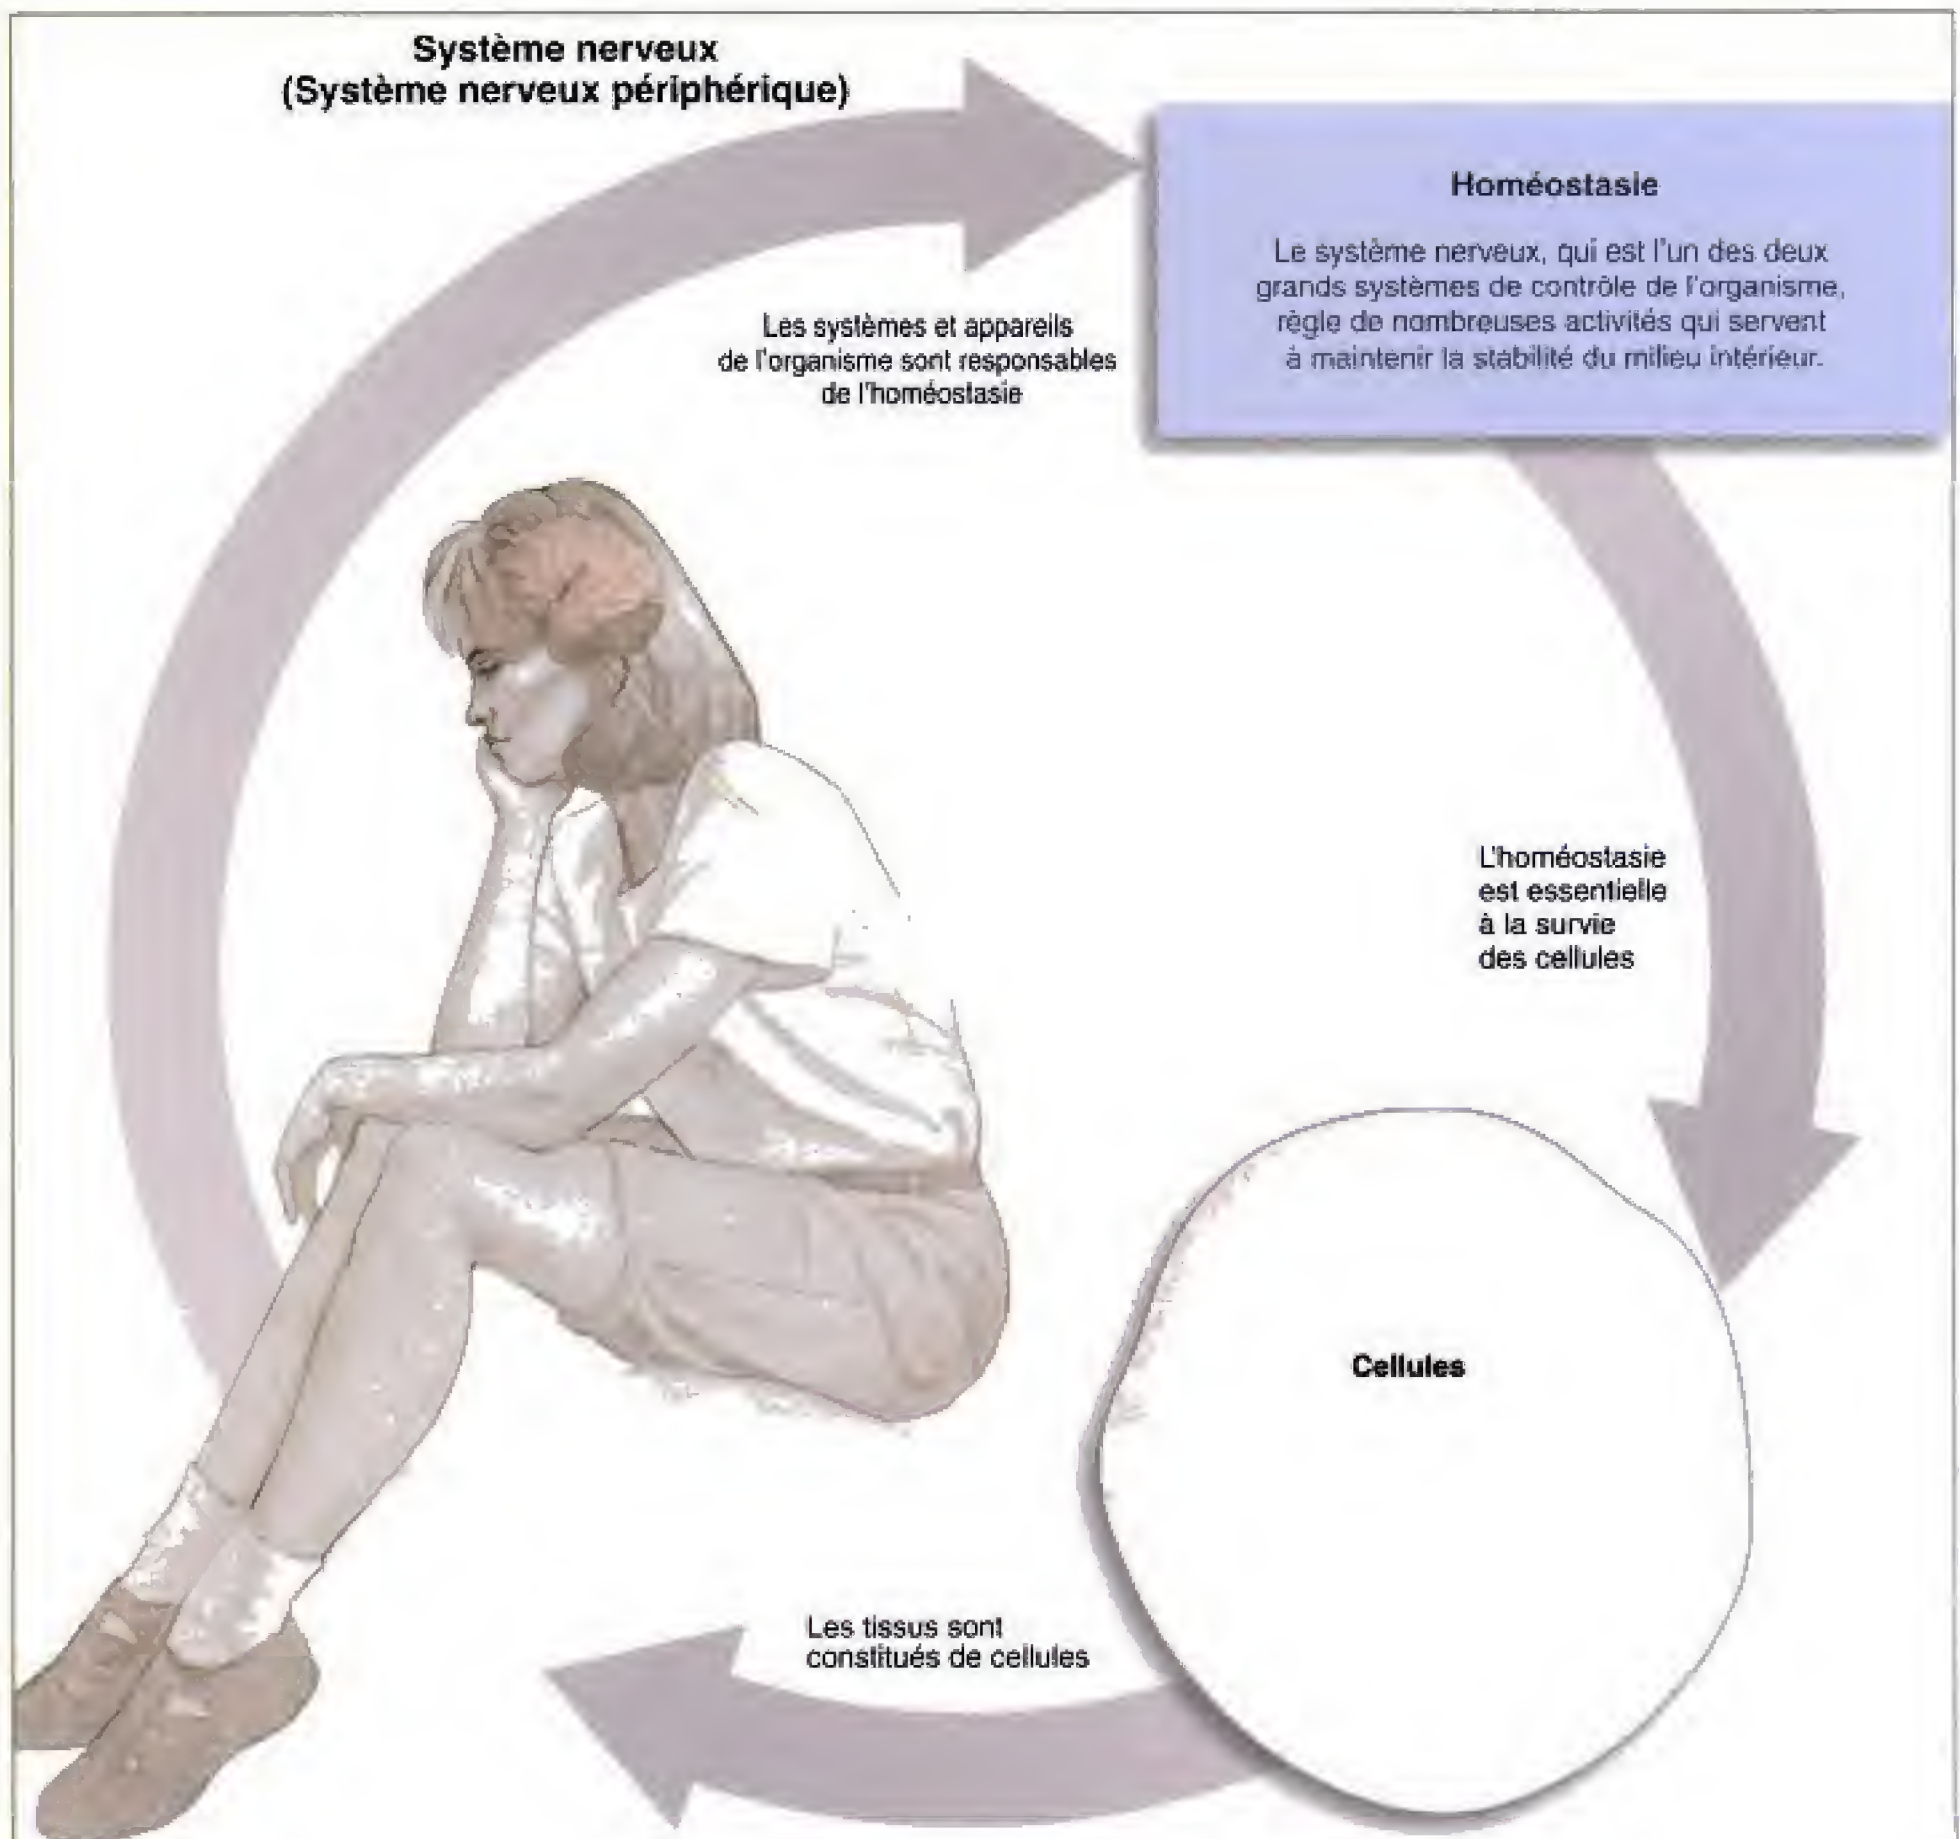 Système nerveux
(Système nerveux périphérique)
Homéostasie
Le système nerveux, qui est l'un des deux
grands systèmes de contrôle de l'organisme,
règle de nombreuses activités qui servent
à maintenir la stabilité du milieu intérieur.
Les systèmes et appareils
de l'organisme sont responsables
de l'homéostasie
L'homéostasie
est essentielle
à la survie
des cellules
Cellules
Les tissus sont
constitués de cellules